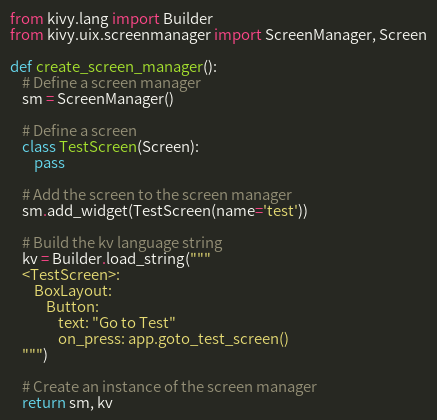 from kivy.lang import Builder
from kivy.uix.screenmanager import ScreenManager, Screen

def create_screen_manager():
    # Define a screen manager
    sm = ScreenManager()

    # Define a screen
    class TestScreen(Screen):
        pass

    # Add the screen to the screen manager
    sm.add_widget(TestScreen(name='test'))

    # Build the kv language string
    kv = Builder.load_string("""
    <TestScreen>:
        BoxLayout:
            Button:
                text: "Go to Test"
                on_press: app.goto_test_screen()
    """)

    # Create an instance of the screen manager
    return sm, kv